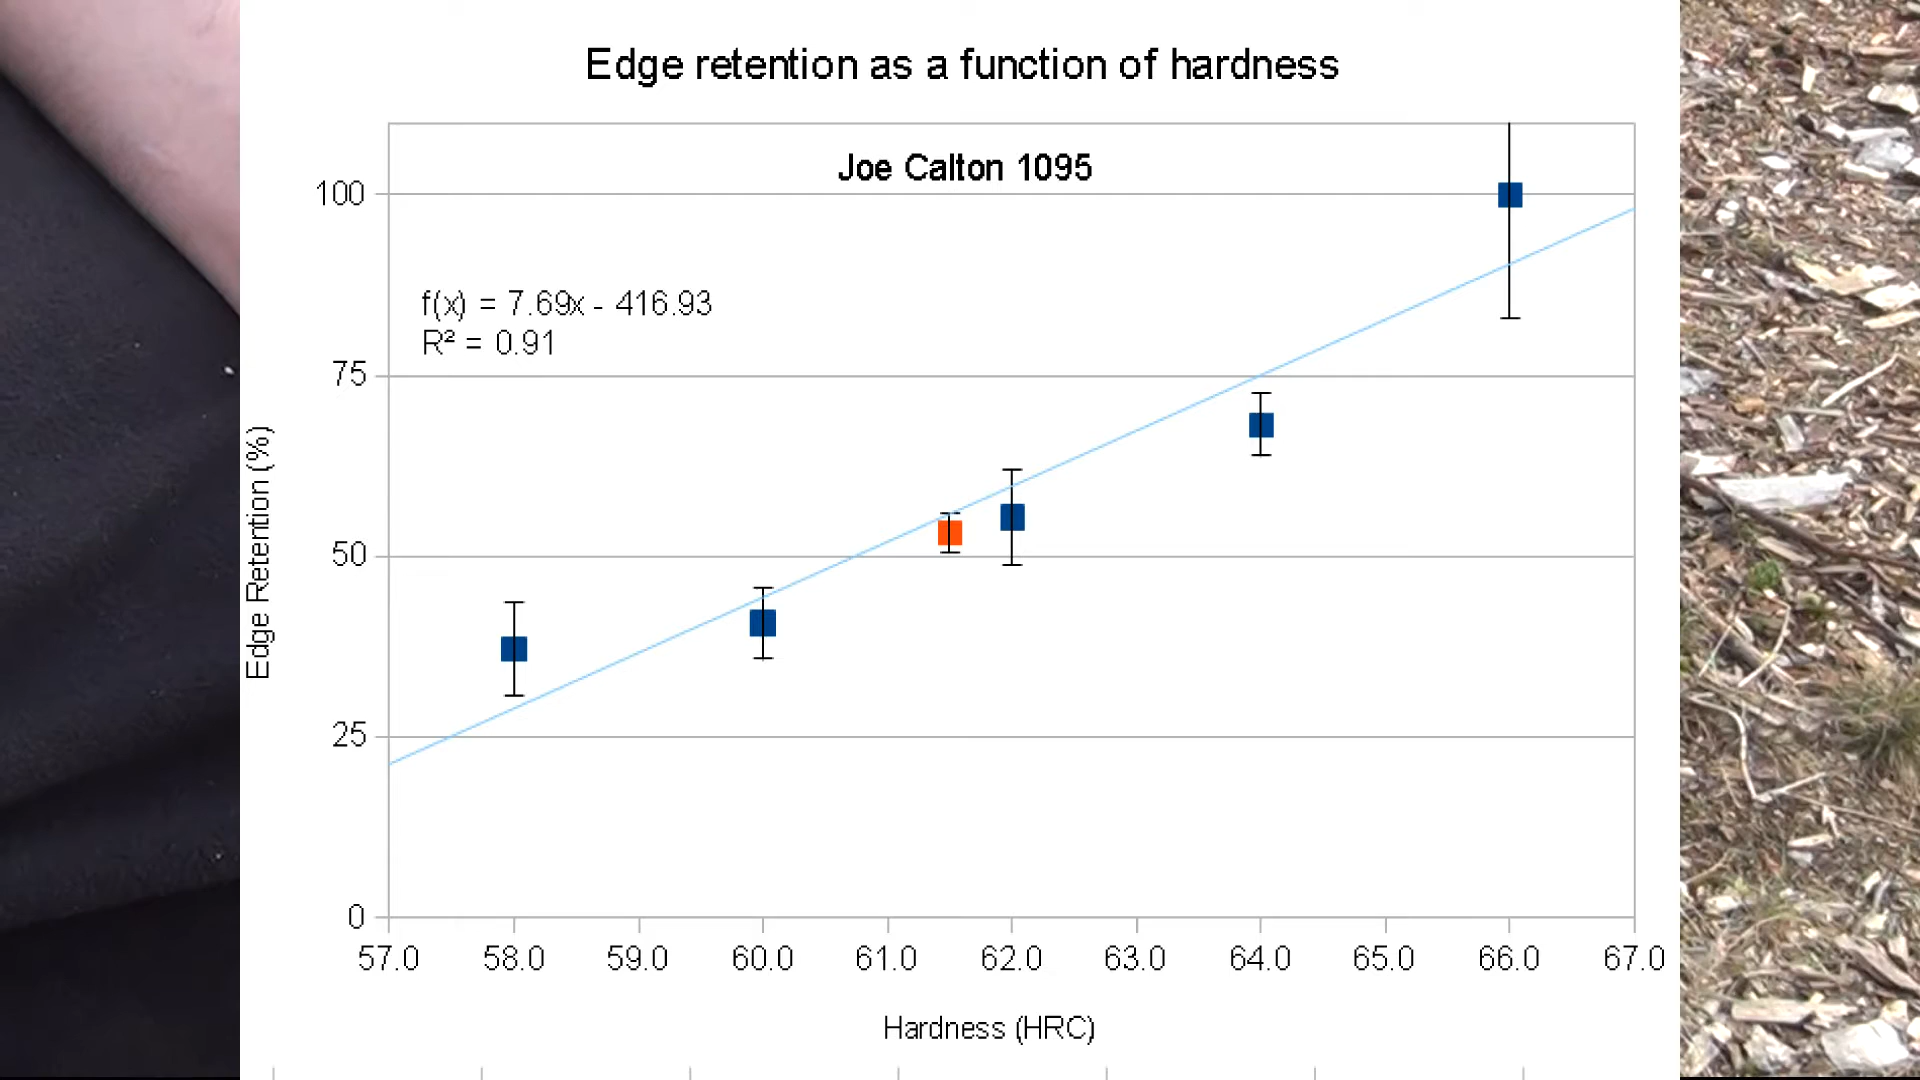 Edge retention as a function of hardness
Joe Calton 1095
f(x) = 7.69x - 416.93
R² = 0.91
Edge Retention (%)
100
75
50
25
0
57.0 58.0 59.0 60.0 61.0 62.0 63.0 64.0 65.0 66.0 67.0
Hardness (HRC)